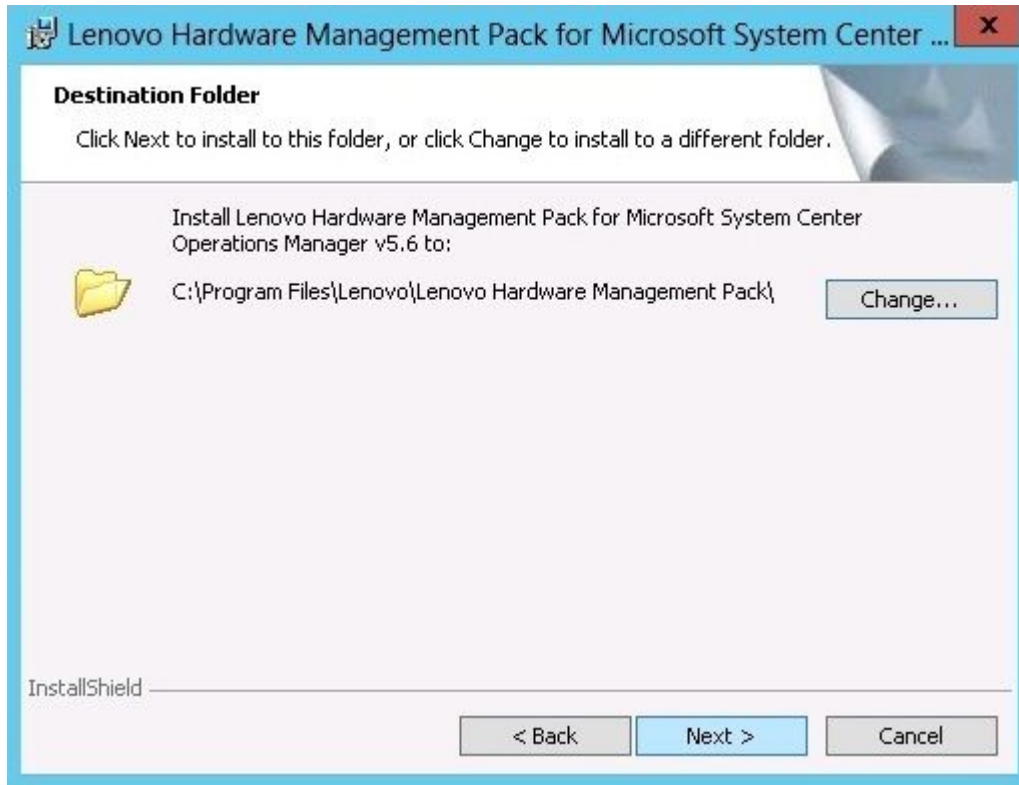 Lenovo Hardware Management Pack for Microsoft System Center ...
x
Destination Folder
Click Next to install to this folder, or click Change to install to a different folder.
Install Lenovo Hardware Management Pack for Microsoft System Center
Operations Manager v5.6 to:
C:\Program Files\Lenovo\Lenovo Hardware Management Pack\
Change...
InstallShield
< Back
Next >
Cancel